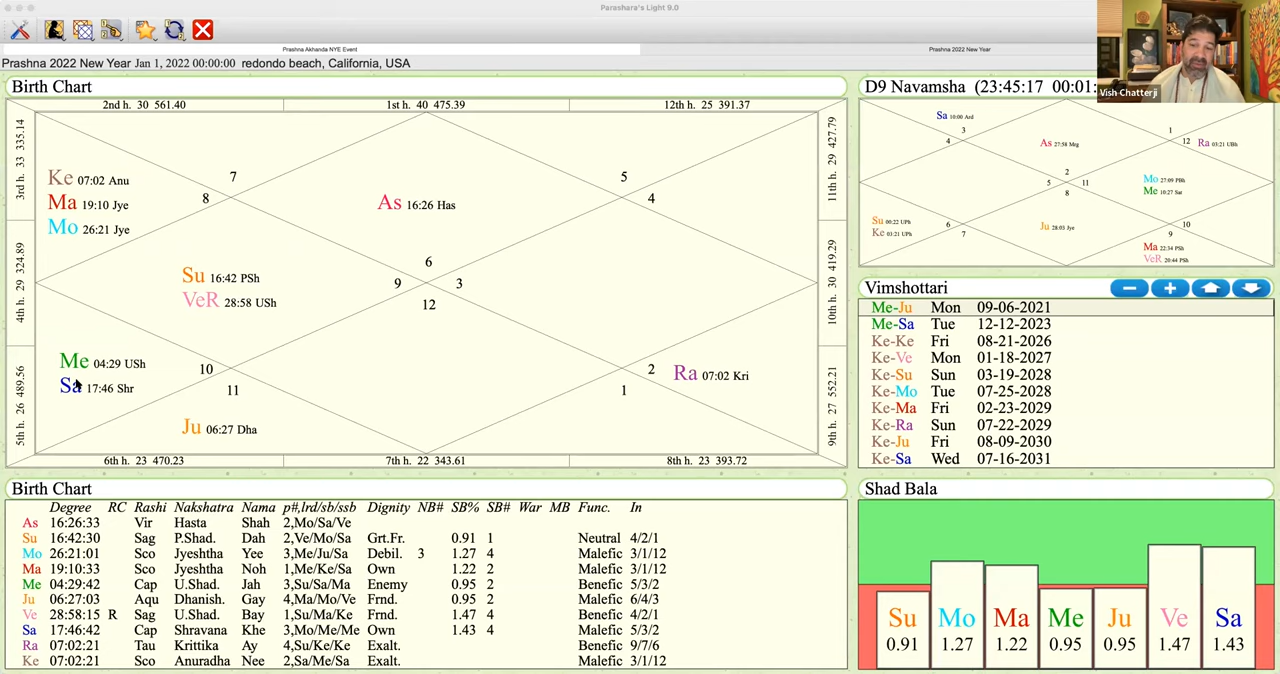 Parashara's Light 9.0
Prashna Akhanda NYE Event
Prashna 2022 New Year
Prashna 2022 New Year Jan 1, 2022 00:00:00 redondo beach, California, USA
Vish Chatterji
Birth Chart
2nd h. 30 561.40
1st h. 40 475.39
12th h. 25 391.37
3rd h. 33 335.14
4th h. 29 324.89
5th h. 26 489.56
11th h. 29 427.79
10th h. 30 419.29
9th h. 27 552.21
7
5
8
4
Ke 07:02 Anu
Ma 19:10 Jye
Mo 26:21 Jye
As 16:26 Has
6
9
3
12
Su 16:42 PSh
VeR 28:58 USh
Me 04:29 USh
Sa 17:46 Shr
10
11
2
1
Ra 07:02 Kri
Ju 06:27 Dha
6th h. 23 470.23
7th h. 22 343.61
8th h. 23 393.72
D9 Navamsha (23:45:17 00:01:
Sa 10:00 Ard
3
4
As 27:58 Mrg
1
12
Ra 03:21 UBh
2
5
11
8
Mo 27:09 PBh
Me 10:27 Sat
Su 00:22 UPh
Ke 03:21 UPh
6
7
Ju 28:03 Jye
10
9
Ma 22:34 PSh
VeR 20:44 PSh
Vimshottari
Me-Ju Mon 09-06-2021
Me-Sa Tue 12-12-2023
Ke-Ke Fri 08-21-2026
Ke-Ve Mon 01-18-2027
Ke-Su Sun 03-19-2028
Ke-Mo Tue 07-25-2028
Ke-Ma Fri 02-23-2029
Ke-Ra Sun 07-22-2029
Ke-Ju Fri 08-09-2030
Ke-Sa Wed 07-16-2031
Birth Chart
Degree RC Rashi Nakshatra Nama p#,lrd/sb/ssb Dignity NB# SB% SB# War MB Func. In
As 16:26:33 Vir Hasta Shah 2,Mo/Sa/Ve
Su 16:42:30 Sag P.Shad. Dah 2,Ve/Mo/Sa Grt.Fr. 0.91 1 Neutral 4/2/1
Mo 26:21:01 Sco Jyeshtha Yee 3,Me/Ju/Sa Debil. 3 1.27 4 Malefic 3/1/12
Ma 19:10:33 Sco Jyeshtha Noh 1,Me/Ke/Sa Own 1.22 2 Malefic 3/1/12
Me 04:29:42 Cap U.Shad. Jah 3,Su/Sa/Ma Enemy 0.95 2 Benefic 5/3/2
Ju 06:27:03 Aqu Dhanish. Gay 4,Ma/Mo/Ve Frnd. 0.95 2 Malefic 6/4/3
Ve 28:58:15 R Sag U.Shad. Bay 1,Su/Ma/Ke Frnd. 1.47 4 Benefic 4/2/1
Sa 17:46:42 Cap Shravana Khe 3,Mo/Me/Me Own 1.43 4 Malefic 5/3/2
Ra 07:02:21 Tau Krittika Ay 4,Su/Ke/Ke Exalt. Benefic 9/7/6
Ke 07:02:21 Sco Anuradha Nee 2,Sa/Me/Sa Exalt. Malefic 3/1/12
Shad Bala
Su Mo Ma Me Ju Ve Sa
0.91 1.27 1.22 0.95 0.95 1.47 1.43